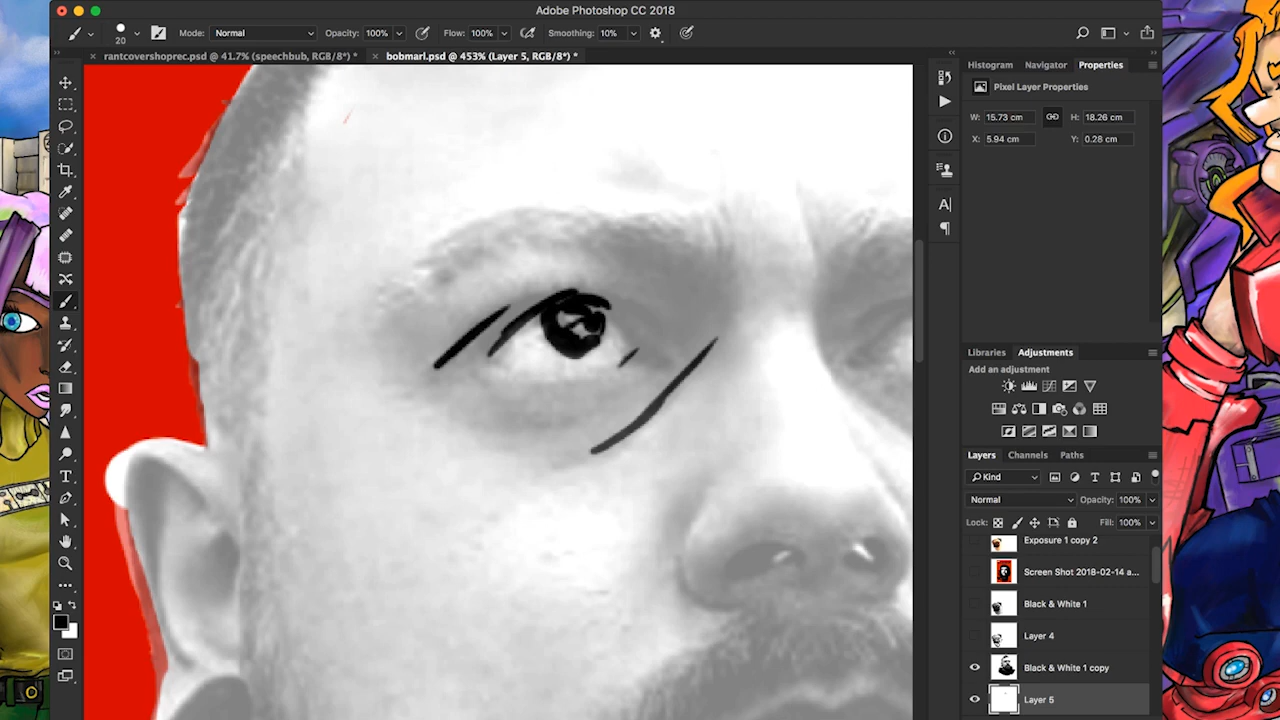 Adobe Photoshop CC 2018
20 Mode: Normal Opacity: 100% Flow: 100% Smoothing: 10%
rantcovershoprec.psd @ 41.7% (speechbub, RGB/8*) * bobmarl.psd @ 453% (Layer 5, RGB/8*) *
Histogram Navigator Properties
Pixel Layer Properties
W: 15.73 cm H: 18.26 cm
X: 5.94 cm Y: 0.28 cm
Libraries Adjustments
Add an adjustment
Layers Channels Paths
Kind
Normal Opacity: 100%
Lock: Fill: 100%
Exposure 1 copy 2
Screen Shot 2018-02-14 a...
Black & White 1
Layer 4
Black & White 1 copy
Layer 5